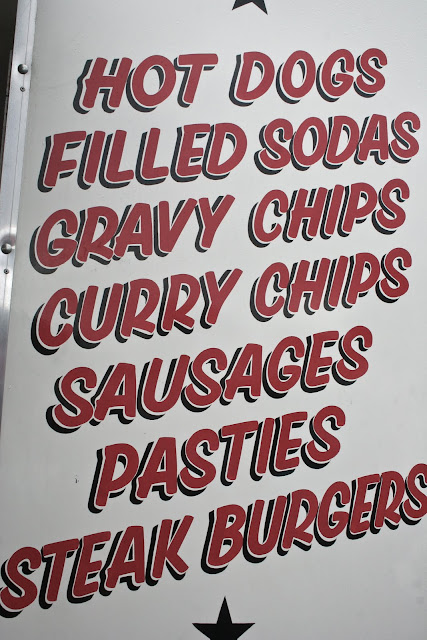 HOT DOGS
FILLED SODAS
GRAVY CHIPS
CURRY CHIPS
SAUSAGES
PASTIES
STEAK BURGERS